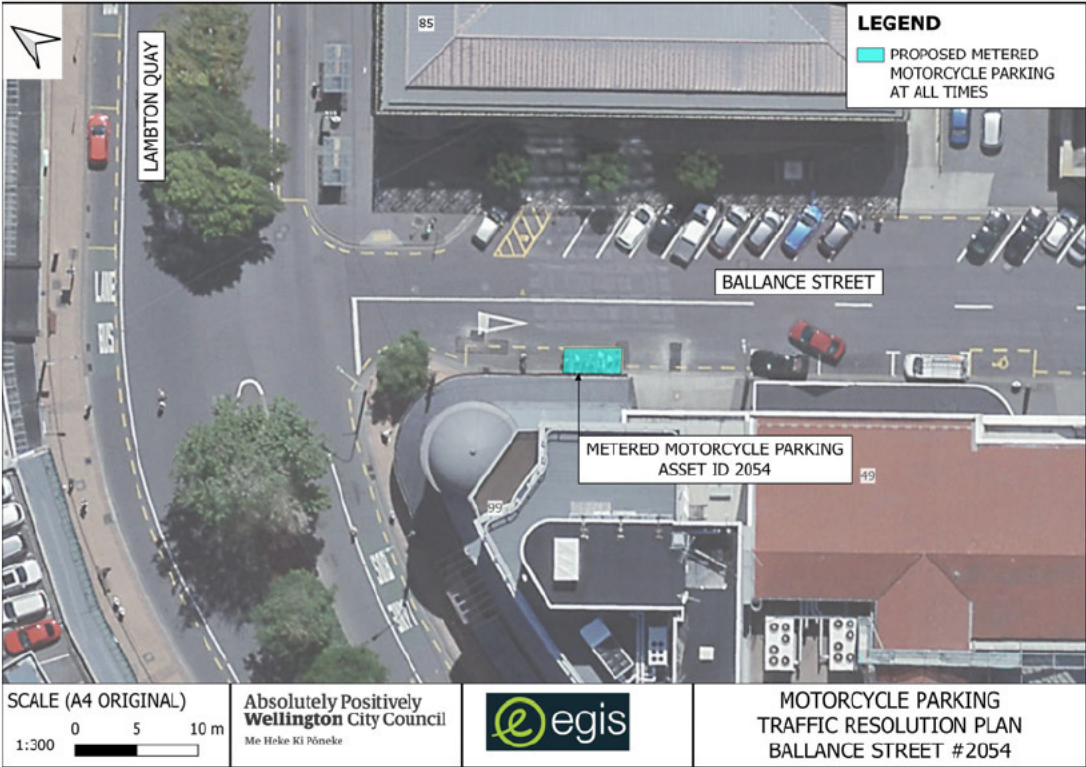 85
LEGEND
PROPOSED METERED
MOTORCYCLE PARKING
AT ALL TIMES
LAMBTON QUAY
LANE
BUS
BALLANCE STREET
METERED MOTORCYCLE PARKING
ASSET ID 2054
49
99
SCALE (A4 ORIGINAL)
0 5 10 m
1:300
Absolutely Positively
Wellington City Council
Me Heke Ki Pōneke
egis
MOTORCYCLE PARKING
TRAFFIC RESOLUTION PLAN
BALLANCE STREET #2054